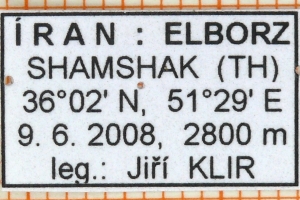 ÍRAN : ELBORZ
SHAMSHAK (TH)
36°02' N, 51°29' E
9. 6. 2008, 2800 m
leg.: Jiří KLIR